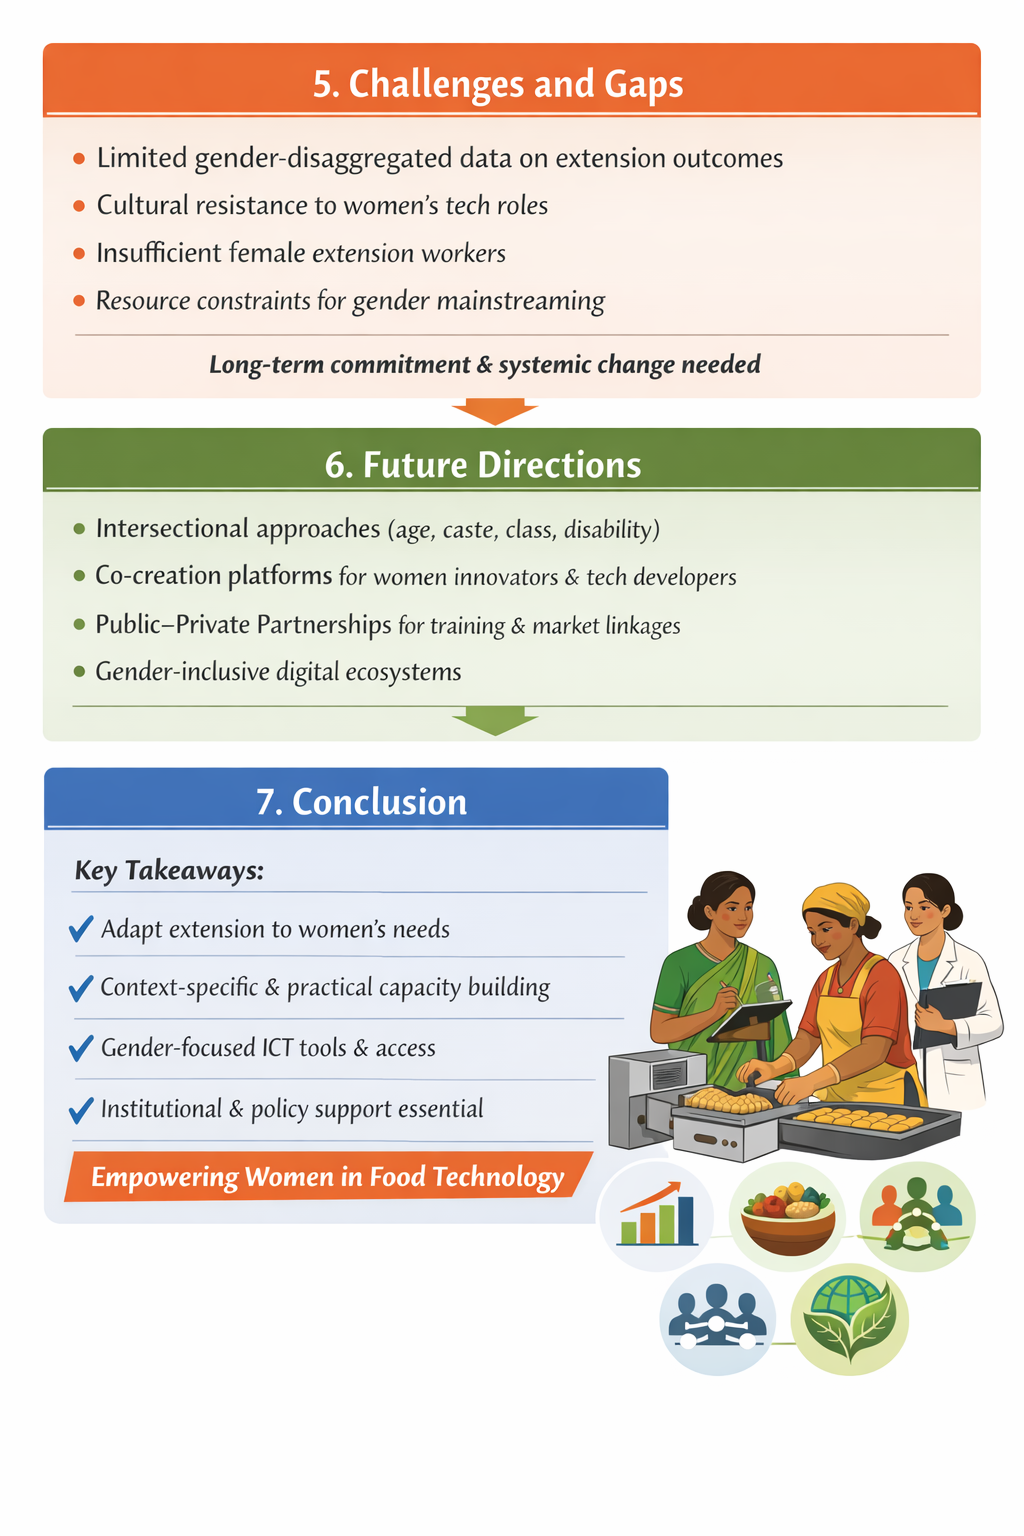 5. Challenges and Gaps
• Limited gender-disaggregated data on extension outcomes
• Cultural resistance to women's tech roles
• Insufficient female extension workers
• Resource constraints for gender mainstreaming
Long-term commitment & systemic change needed
6. Future Directions
• Intersectional approaches (age, caste, class, disability)
• Co-creation platforms for women innovators & tech developers
• Public–Private Partnerships for training & market linkages
• Gender-inclusive digital ecosystems
7. Conclusion
Key Takeaways:
✔ Adapt extension to women's needs
✔ Context-specific & practical capacity building
✔ Gender-focused ICT tools & access
✔ Institutional & policy support essential
Empowering Women in Food Technology